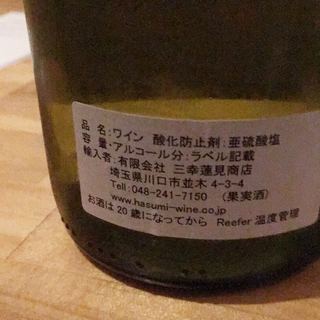 品 名:ワイン 酸化防止剤:亜硫酸塩
容量・アルコール分:ラベル記載
輸入者:有限会社 三幸蓮見商店
埼玉県川口市並木 4-3-4
Tell:048-241-7150 (果実酒)
www.hasumi-wine.co.jp
お酒は 20 歳になってから Reefer 温度管理